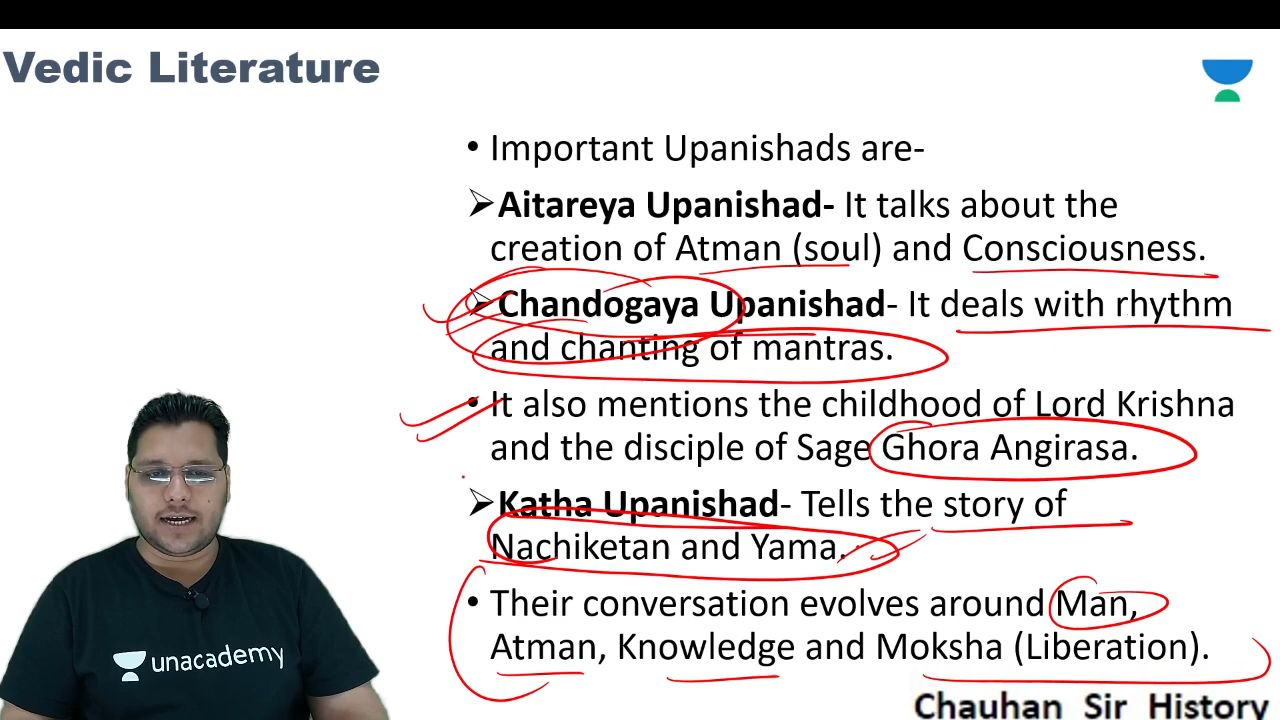 Vedic Literature
• Important Upanishads are-
➢Aitareya Upanishad- It talks about the
creation of Atman (soul) and Consciousness.
➢Chandogaya Upanishad- It deals with rhythm
and chanting of mantras.
• It also mentions the childhood of Lord Krishna
and the disciple of Sage Ghora Angirasa.
➢Katha Upanishad- Tells the story of
Nachiketan and Yama.
• Their conversation evolves around Man,
Atman, Knowledge and Moksha (Liberation).
unacademy
Chauhan Sir History